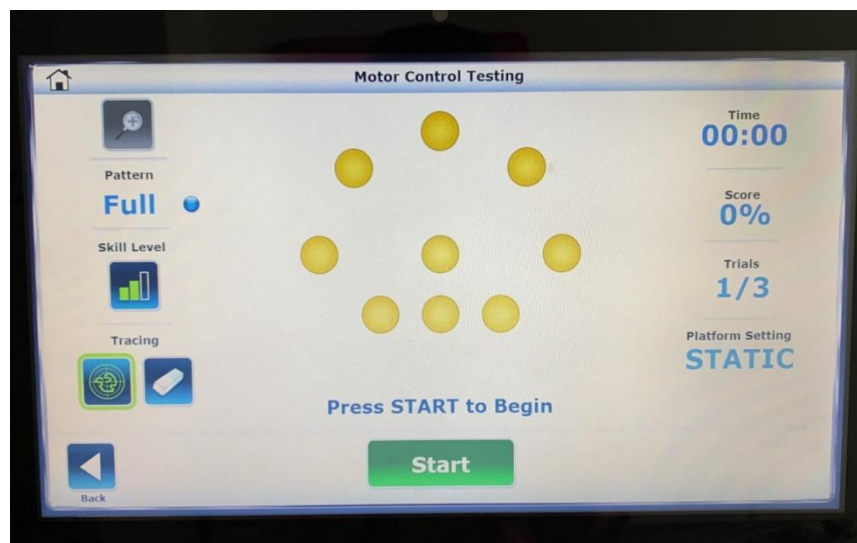 Motor Control Testing
Pattern
Full
Skill Level
Tracing
Back
Press START to Begin
Start
Time
00:00
Score
0%
Trials
1/3
Platform Setting
STATIC